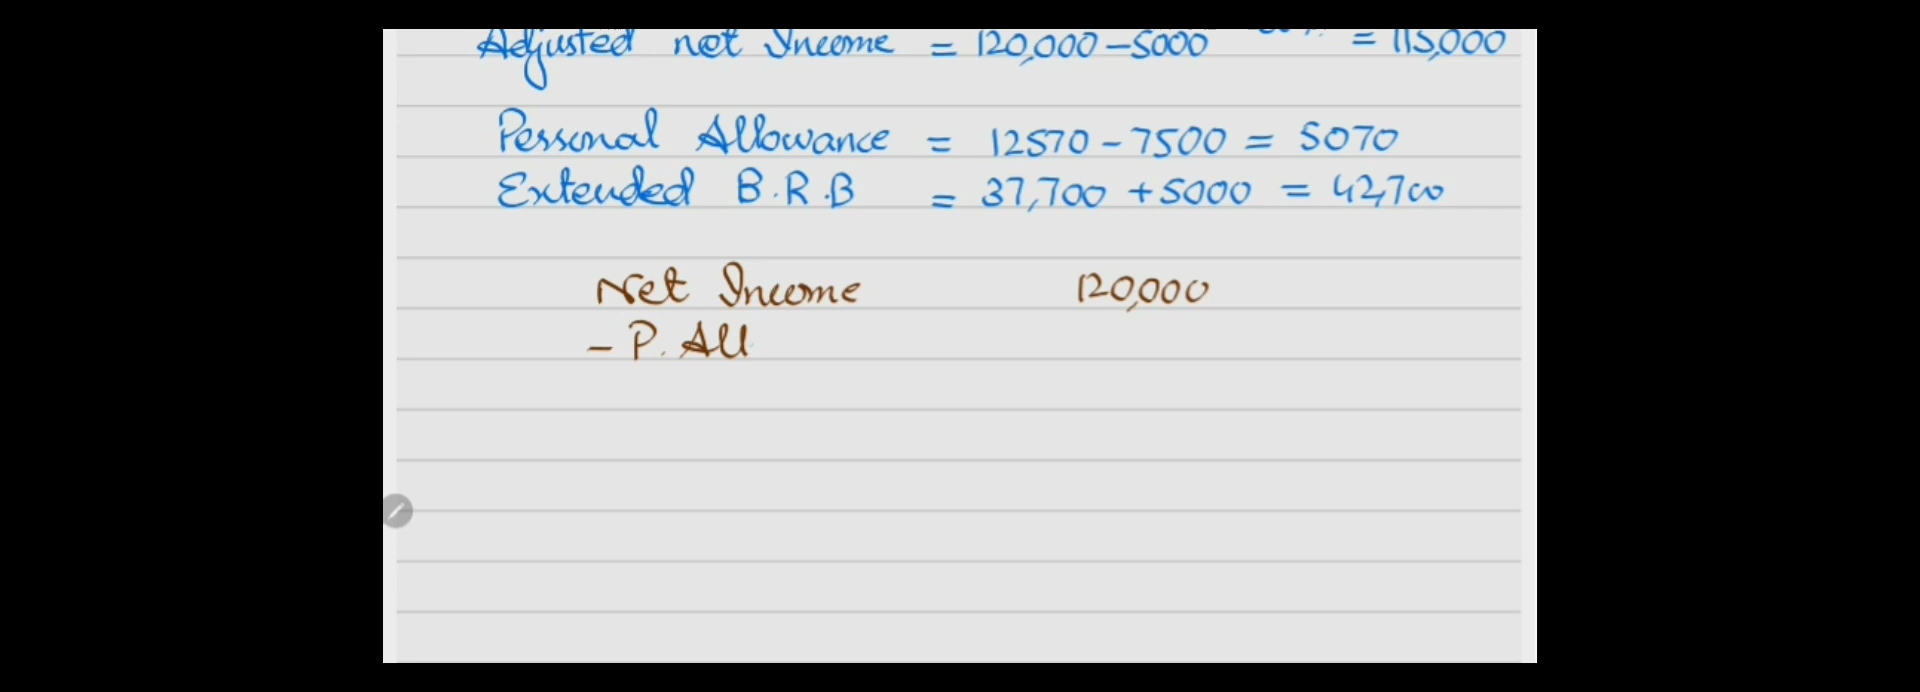 Adjusted net Income = 120,000 - 5000 = 115,000
Personal Allowance = 12570 - 7500 = 5070
Extended B.R.B = 37,700 + 5000 = 42,700
Net Income 120,000
- P. All